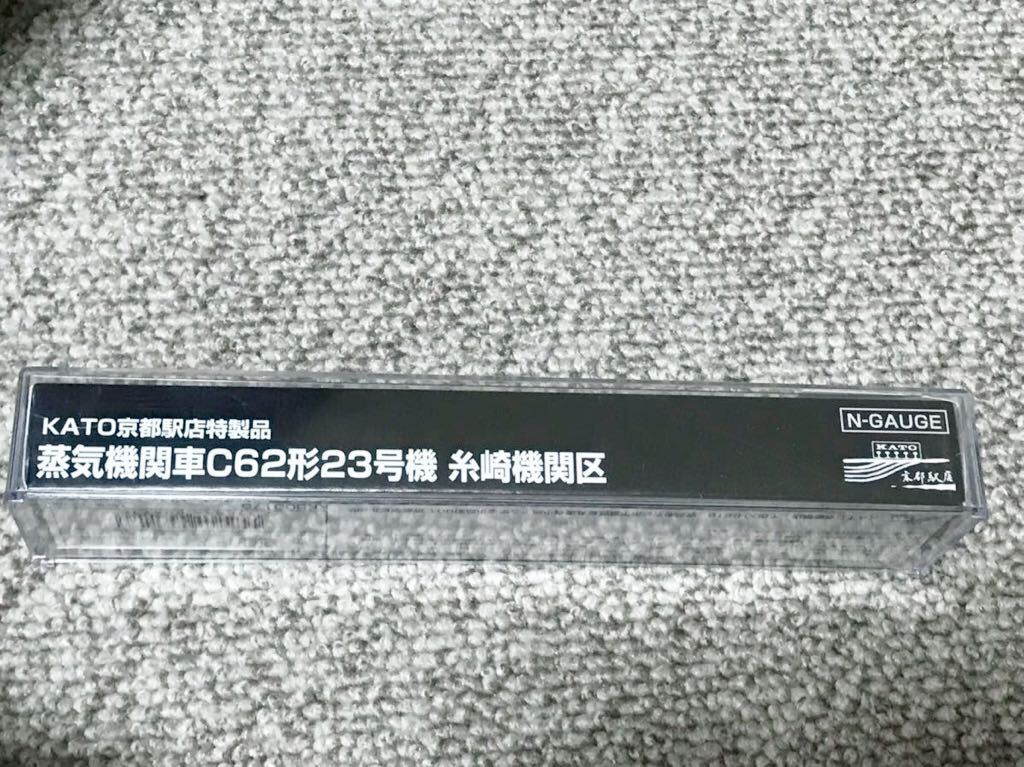 KATO京都駅店特製品
蒸気機関車C62形23号機 糸崎機関区
N-GAUGE
KATO
京都駅店